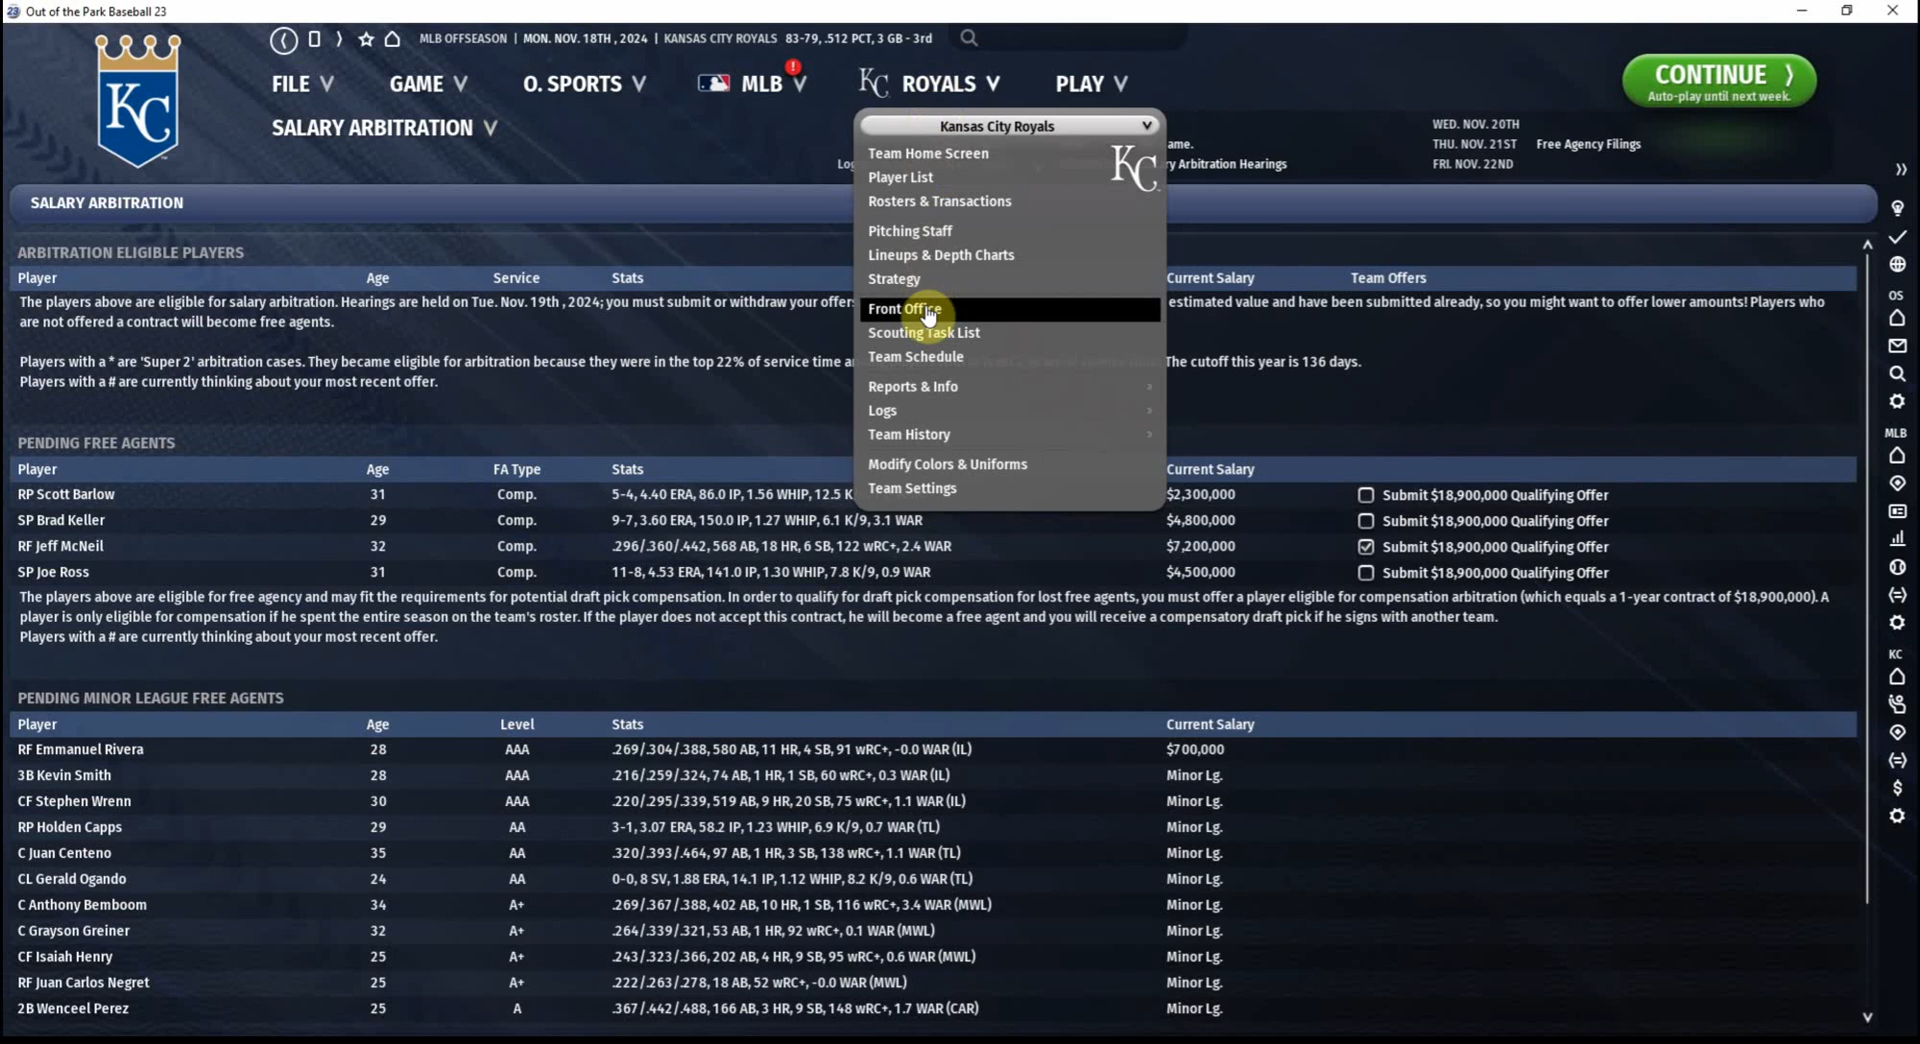 Out of the Park Baseball 23
MLB OFFSEASON | MON. NOV. 18TH, 2024 | KANSAS CITY ROYALS 83-79, .512 PCT, 3 GB - 3rd
FILE GAME O. SPORTS MLB ! KC ROYALS PLAY
CONTINUE
Auto-play until next week.
KC
SALARY ARBITRATION
Kansas City Royals
Team Home Screen
Player List
Rosters & Transactions
Pitching Staff
Lineups & Depth Charts
Strategy
Front Office
Scouting Task List
Team Schedule
Reports & Info
Logs
Team History
Modify Colors & Uniforms
Team Settings
KC
ame.
ry Arbitration Hearings
WED. NOV. 20TH
THU. NOV. 21ST Free Agency Filings
FRI. NOV. 22ND
SALARY ARBITRATION
ARBITRATION ELIGIBLE PLAYERS
Player Age Service Stats Current Salary Team Offers
The players above are eligible for salary arbitration. Hearings are held on Tue. Nov. 19th , 2024; you must submit or withdraw your offers estimated value and have been submitted already, so you might want to offer lower amounts! Players who
are not offered a contract will become free agents.
Players with a * are 'Super 2' arbitration cases. They became eligible for arbitration because they were in the top 22% of service time The cutoff this year is 136 days.
Players with a # are currently thinking about your most recent offer.
PENDING FREE AGENTS
Player Age FA Type Stats Current Salary
RP Scott Barlow 31 Comp. 5-4, 4.40 ERA, 86.0 IP, 1.56 WHIP, 12.5 K $2,300,000 Submit $18,900,000 Qualifying Offer
SP Brad Keller 29 Comp. 9-7, 3.60 ERA, 150.0 IP, 1.27 WHIP, 6.1 K/9, 3.1 WAR $4,800,000 Submit $18,900,000 Qualifying Offer
RF Jeff McNeil 32 Comp. .296/.360/.442, 568 AB, 18 HR, 6 SB, 122 wRC+, 2.4 WAR $7,200,000 Submit $18,900,000 Qualifying Offer
SP Joe Ross 31 Comp. 11-8, 4.53 ERA, 141.0 IP, 1.30 WHIP, 7.8 K/9, 0.9 WAR $4,500,000 Submit $18,900,000 Qualifying Offer
The players above are eligible for free agency and may fit the requirements for potential draft pick compensation. In order to qualify for draft pick compensation for lost free agents, you must offer a player eligible for compensation arbitration (which equals a 1-year contract of $18,900,000). A
player is only eligible for compensation if he spent the entire season on the team's roster. If the player does not accept this contract, he will become a free agent and you will receive a compensatory draft pick if he signs with another team.
Players with a # are currently thinking about your most recent offer.
PENDING MINOR LEAGUE FREE AGENTS
Player Age Level Stats Current Salary
RF Emmanuel Rivera 28 AAA .269/.304/.388, 580 AB, 11 HR, 4 SB, 91 wRC+, -0.0 WAR (IL) $700,000
3B Kevin Smith 28 AAA .216/.259/.324, 74 AB, 1 HR, 1 SB, 60 wRC+, 0.3 WAR (IL) Minor Lg.
CF Stephen Wrenn 30 AAA .220/.295/.339, 519 AB, 9 HR, 20 SB, 75 wRC+, 1.1 WAR (IL) Minor Lg.
RP Holden Capps 29 AA 3-1, 3.07 ERA, 58.2 IP, 1.23 WHIP, 6.9 K/9, 0.7 WAR (TL) Minor Lg.
C Juan Centeno 35 AA .320/.393/.464, 97 AB, 1 HR, 3 SB, 138 wRC+, 1.1 WAR (TL) Minor Lg.
CL Gerald Ogando 24 AA 0-0, 8 SV, 1.88 ERA, 14.1 IP, 1.12 WHIP, 8.2 K/9, 0.6 WAR (TL) Minor Lg.
C Anthony Bemboom 34 A+ .269/.367/.388, 402 AB, 10 HR, 1 SB, 116 wRC+, 3.4 WAR (MWL) Minor Lg.
C Grayson Greiner 32 A+ .264/.339/.321, 53 AB, 1 HR, 92 wRC+, 0.1 WAR (MWL) Minor Lg.
CF Isaiah Henry 25 A+ .243/.323/.366, 202 AB, 4 HR, 9 SB, 95 wRC+, 0.6 WAR (MWL) Minor Lg.
RF Juan Carlos Negret 25 A+ .222/.263/.278, 18 AB, 52 wRC+, -0.0 WAR (MWL) Minor Lg.
2B Wenceel Perez 25 A .367/.442/.488, 166 AB, 3 HR, 9 SB, 148 wRC+, 1.7 WAR (CAR) Minor Lg.
OS
MLB
KC